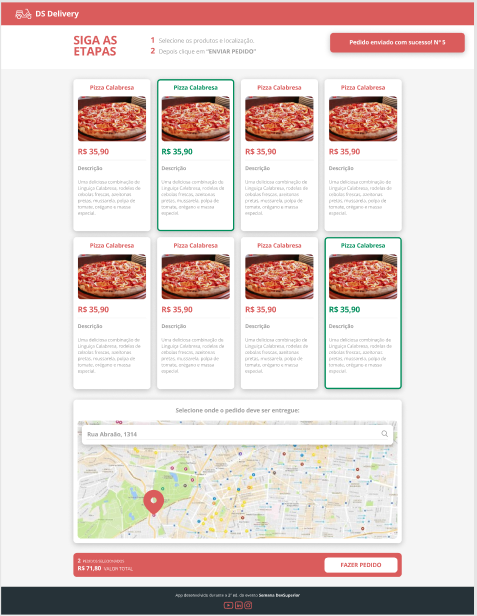 DS Delivery
SIGA AS
ETAPAS
1 Selecione os produtos e localização.
2 Depois clique em "ENVIAR PEDIDO"
Pedido enviado com sucesso! Nº 5
Pizza Calabresa
R$ 35,90
Descrição
Uma deliciosa combinação de
Linguiça Calabresa, rodelas de
cebolas frescas, azeitonas
pretas, mussarela, polpa de
tomate, orégano e massa
especial.
Pizza Calabresa
R$ 35,90
Descrição
Uma deliciosa combinação de
Linguiça Calabresa, rodelas de
cebolas frescas, azeitonas
pretas, mussarela, polpa de
tomate, orégano e massa
especial.
Pizza Calabresa
R$ 35,90
Descrição
Uma deliciosa combinação de
Linguiça Calabresa, rodelas de
cebolas frescas, azeitonas
pretas, mussarela, polpa de
tomate, orégano e massa
especial.
Pizza Calabresa
R$ 35,90
Descrição
Uma deliciosa combinação de
Linguiça Calabresa, rodelas de
cebolas frescas, azeitonas
pretas, mussarela, polpa de
tomate, orégano e massa
especial.
Pizza Calabresa
R$ 35,90
Descrição
Uma deliciosa combinação de
Linguiça Calabresa, rodelas de
cebolas frescas, azeitonas
pretas, mussarela, polpa de
tomate, orégano e massa
especial.
Pizza Calabresa
R$ 35,90
Descrição
Uma deliciosa combinação de
Linguiça Calabresa, rodelas de
cebolas frescas, azeitonas
pretas, mussarela, polpa de
tomate, orégano e massa
especial.
Pizza Calabresa
R$ 35,90
Descrição
Uma deliciosa combinação de
Linguiça Calabresa, rodelas de
cebolas frescas, azeitonas
pretas, mussarela, polpa de
tomate, orégano e massa
especial.
Pizza Calabresa
R$ 35,90
Descrição
Uma deliciosa combinação de
Linguiça Calabresa, rodelas de
cebolas frescas, azeitonas
pretas, mussarela, polpa de
tomate, orégano e massa
especial.
Selecione onde o pedido deve ser entregue:
Rua Abraão, 1314
2 PEDIDOS SELECIONADOS
R$ 71,80 VALOR TOTAL
FAZER PEDIDO
App desenvolvido durante a 2ª ed. do evento Semana DevSuperior